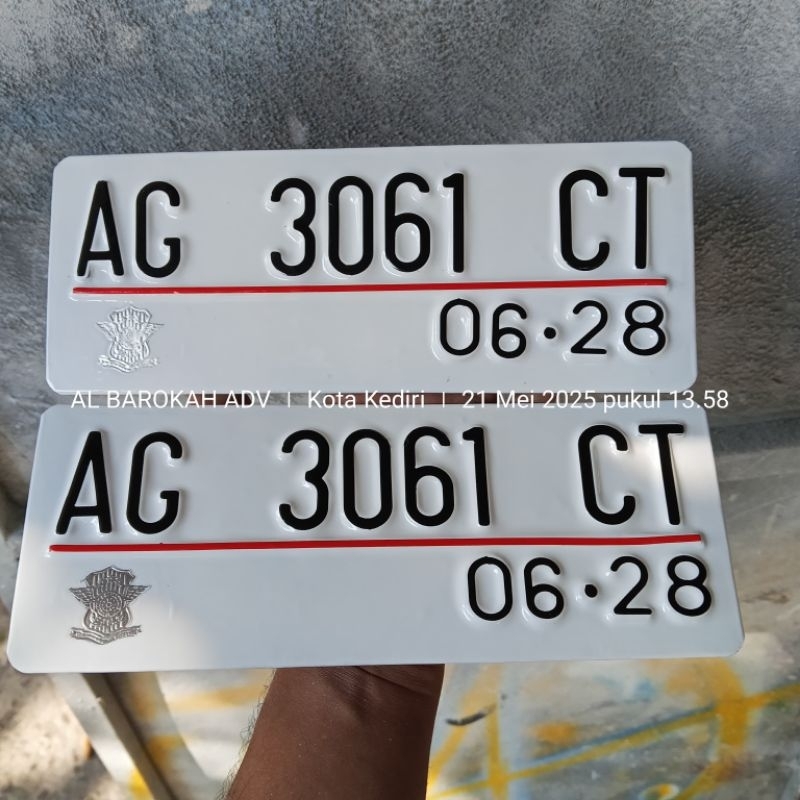 AG 3061 CT
06·28
AL BAROKAH ADV | Kota Kediri | 21 Mei 2025 pukul 13.58
AG 3061 CT
06·28